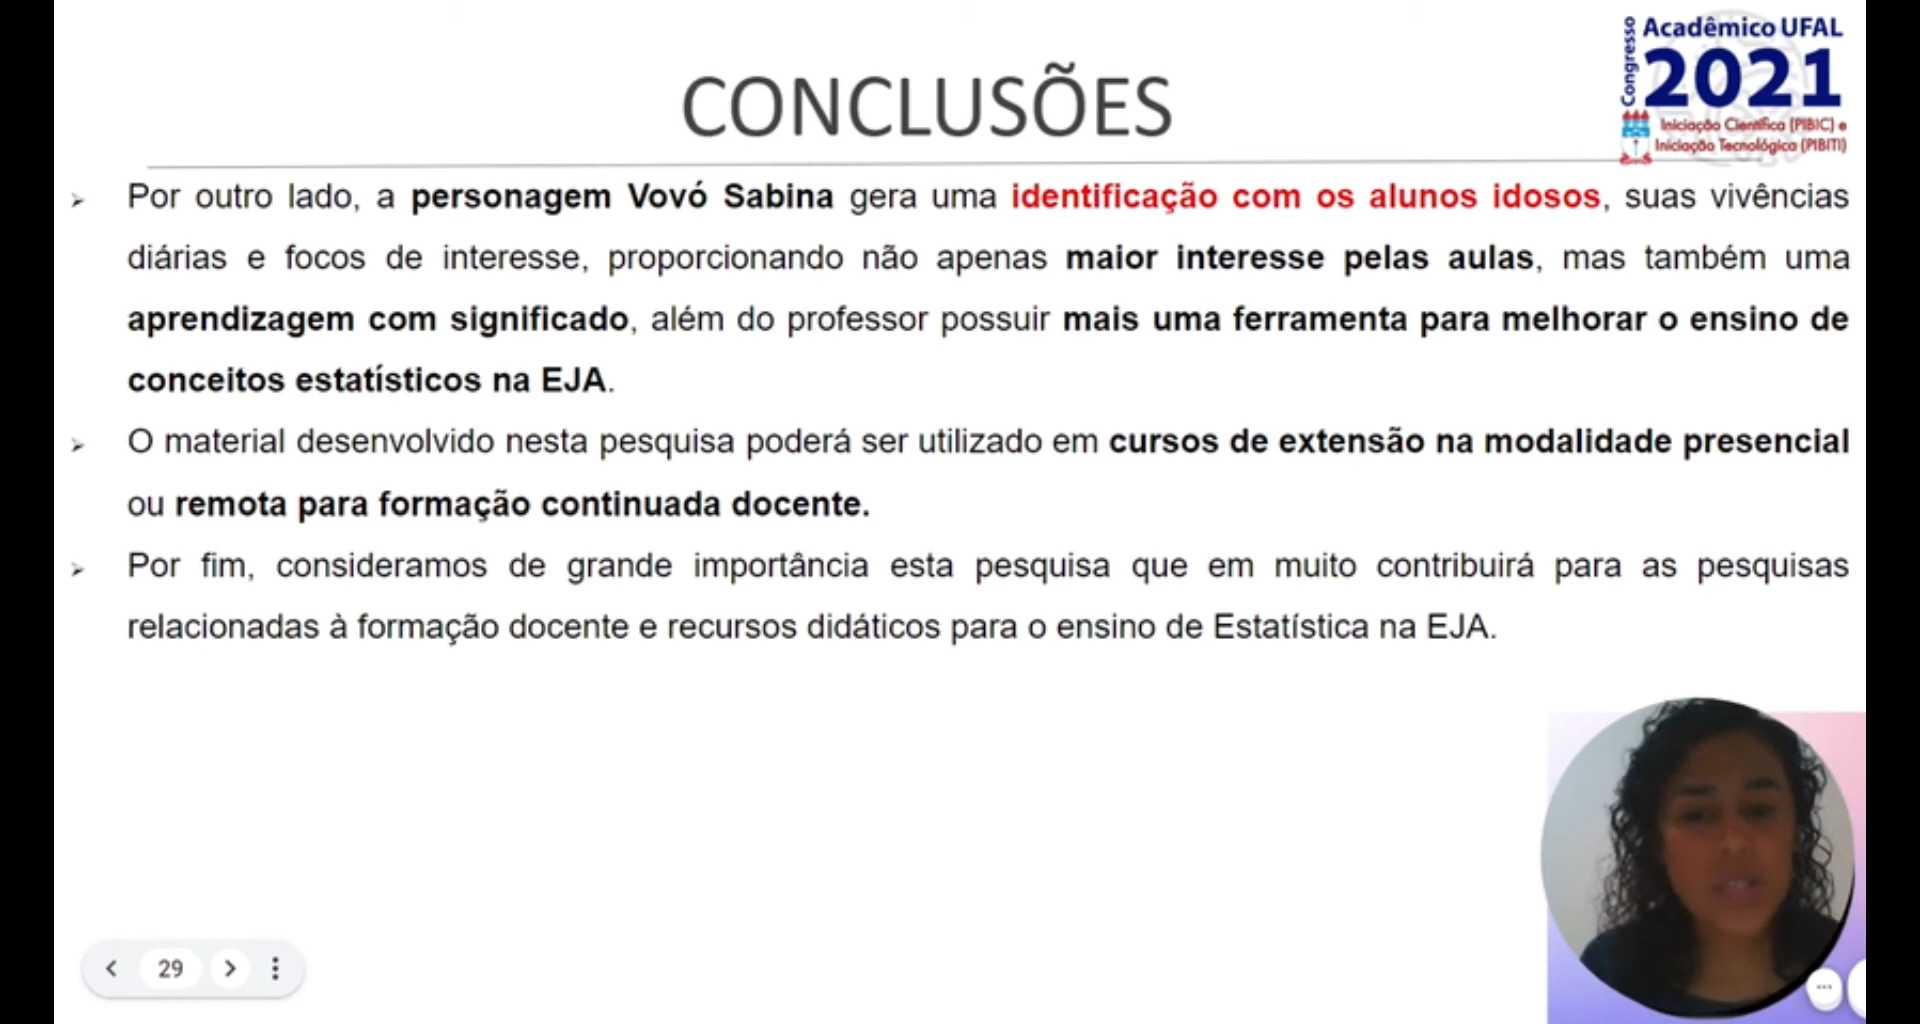 Congresso
Acadêmico UFAL
2021
Iniciação Científica (PIBIC) e
Iniciação Tecnológica (PIBITI)
CONCLUSÕES
Por outro lado, a personagem Vovó Sabina gera uma identificação com os alunos idosos, suas vivências
diárias e focos de interesse, proporcionando não apenas maior interesse pelas aulas, mas também uma
aprendizagem com significado, além do professor possuir mais uma ferramenta para melhorar o ensino de
conceitos estatísticos na EJA.
O material desenvolvido nesta pesquisa poderá ser utilizado em cursos de extensão na modalidade presencial
ou remota para formação continuada docente.
Por fim, consideramos de grande importância esta pesquisa que em muito contribuirá para as pesquisas
relacionadas à formação docente e recursos didáticos para o ensino de Estatística na EJA.
29